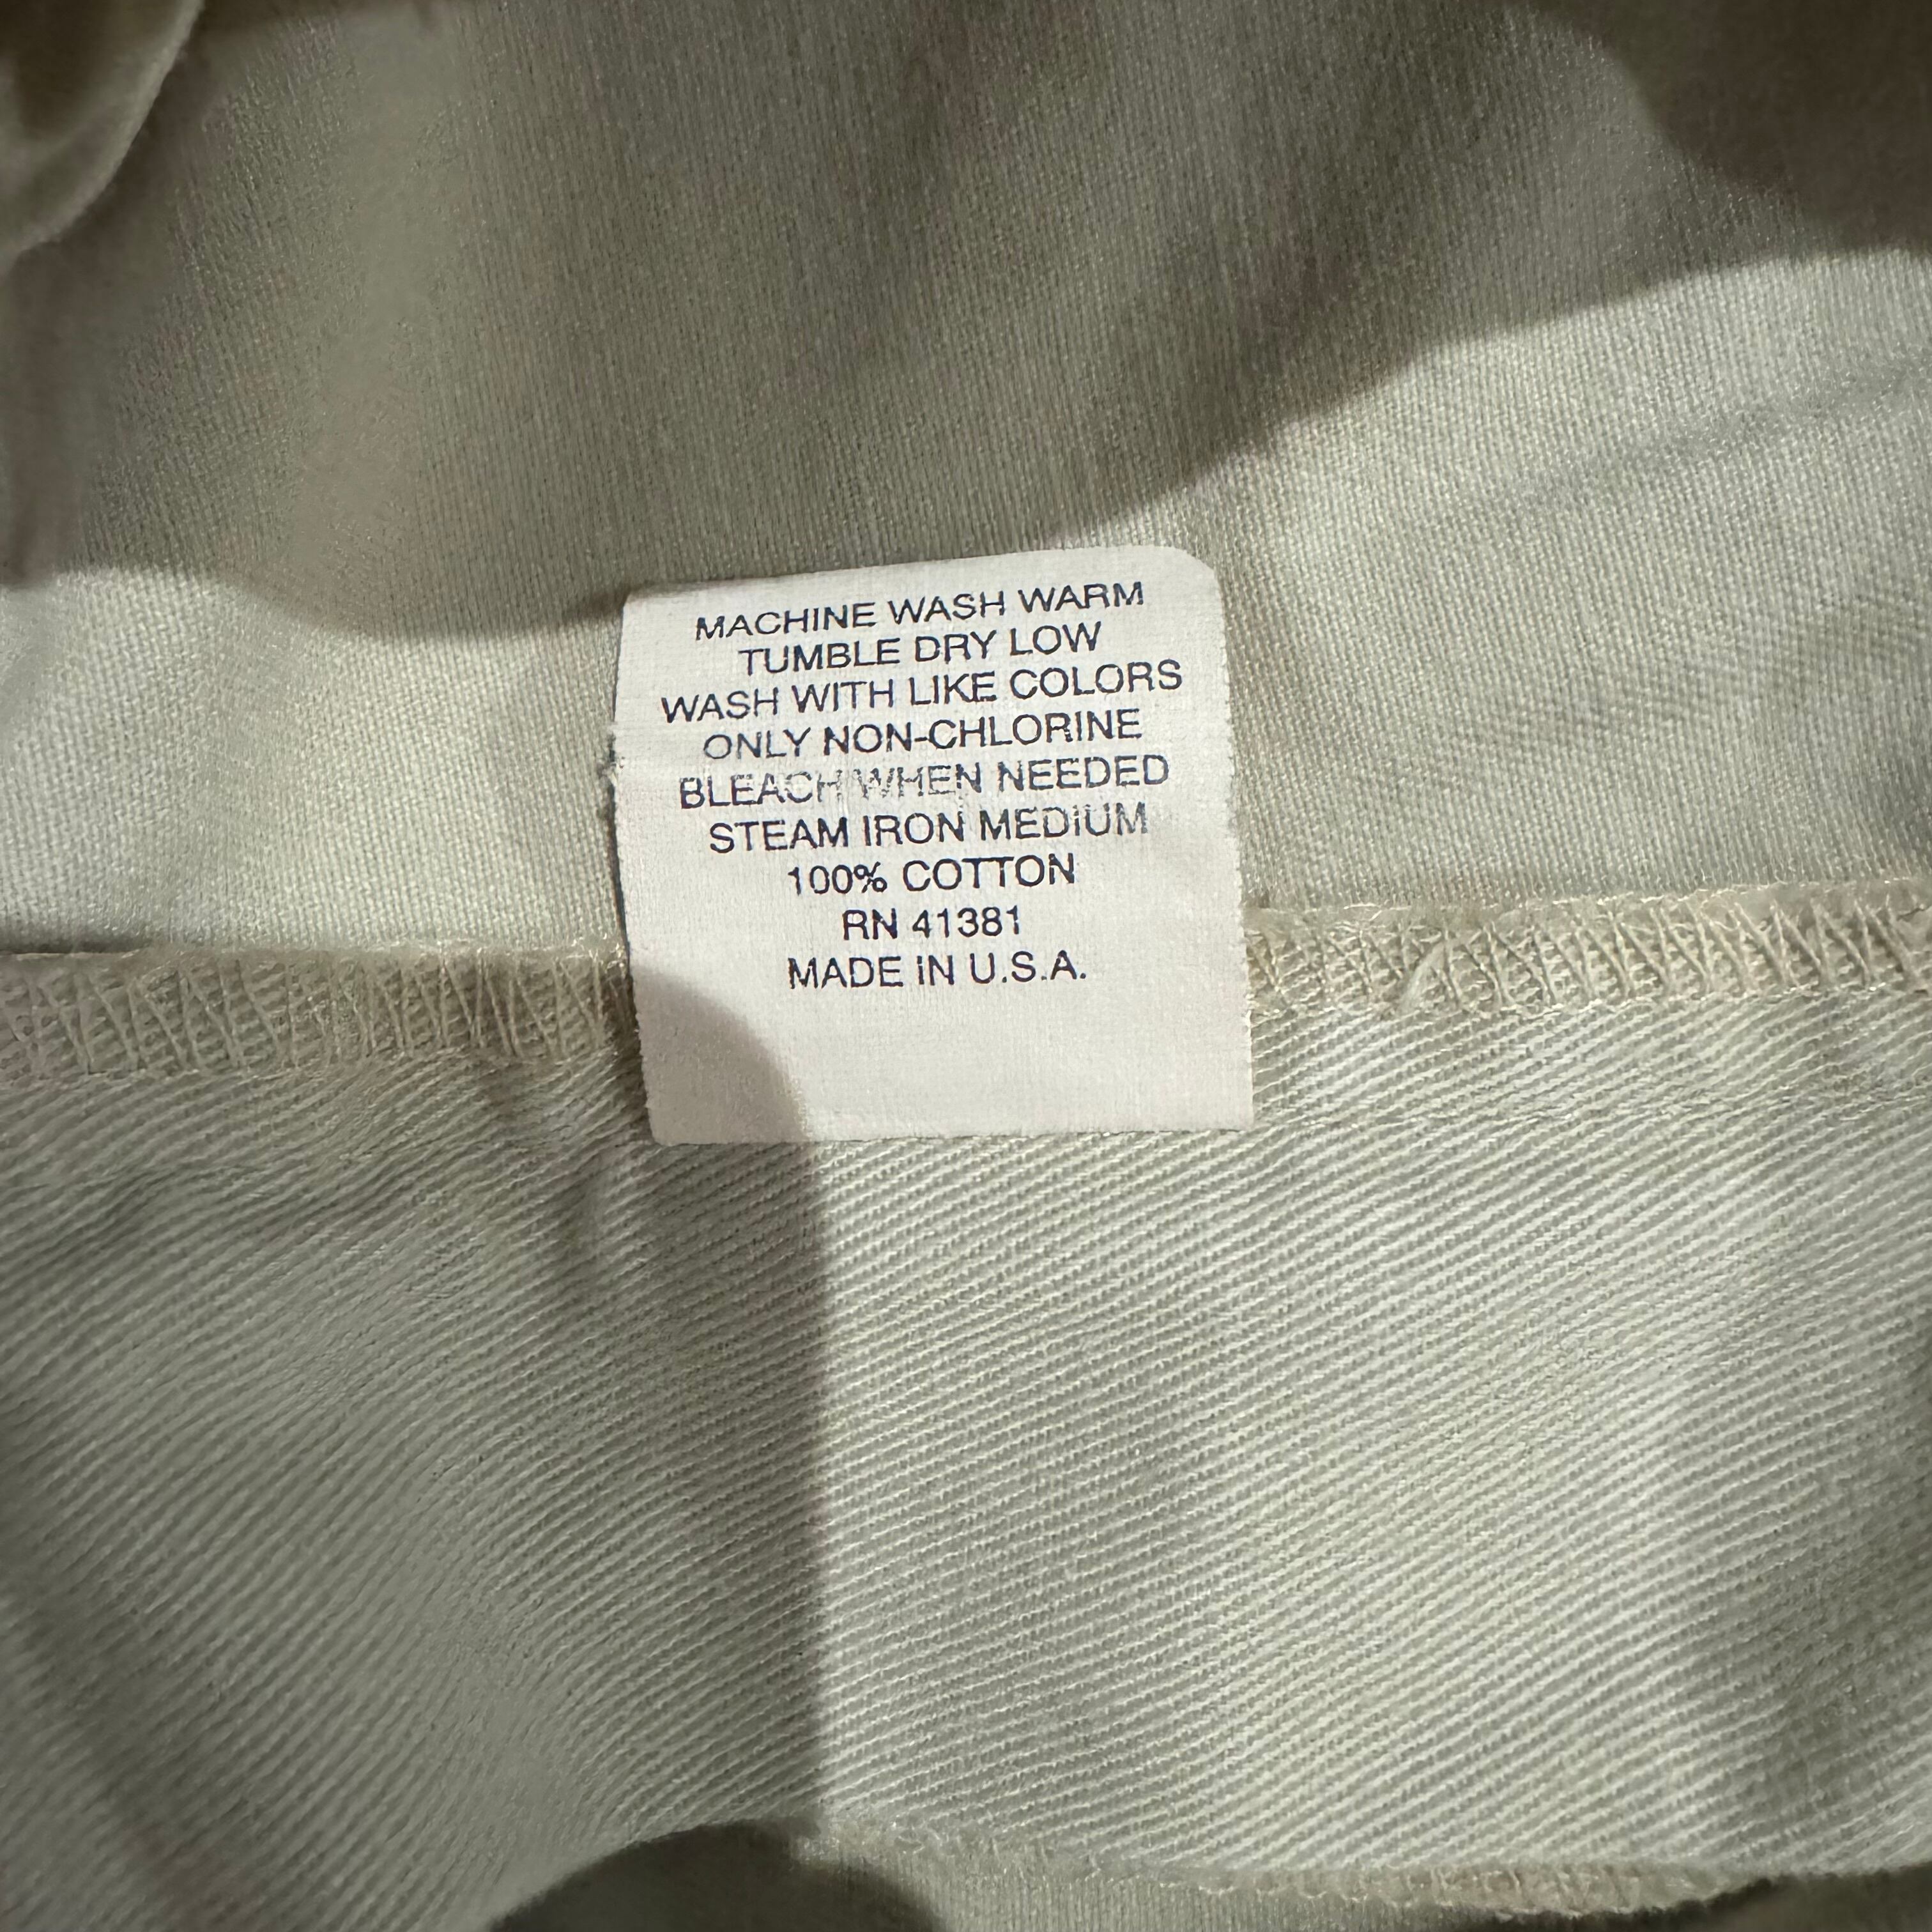 MACHINE WASH WARM
TUMBLE DRY LOW
WASH WITH LIKE COLORS
ONLY NON-CHLORINE
BLEACH WHEN NEEDED
STEAM IRON MEDIUM
100% COTTON
RN 41381
MADE IN U.S.A.